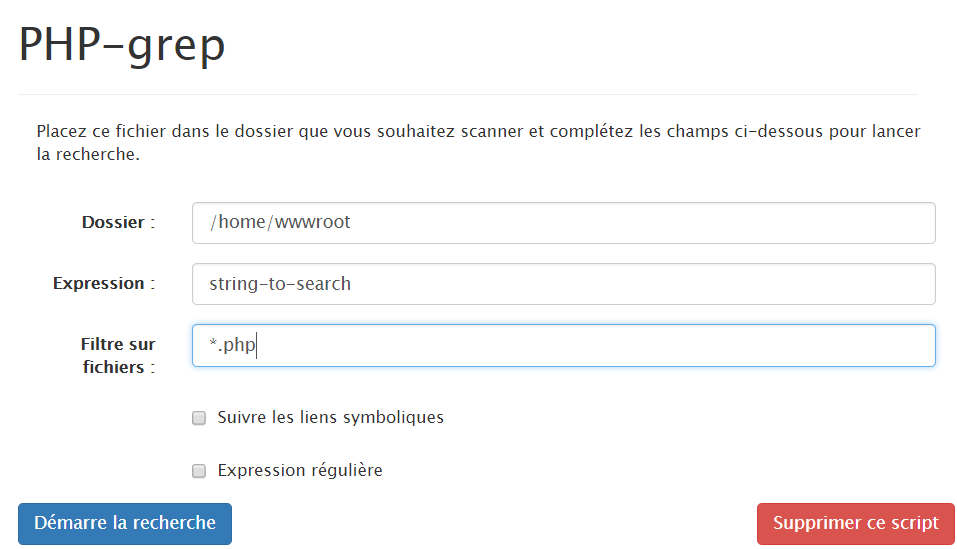 PHP-grep
Placez ce fichier dans le dossier que vous souhaitez scanner et complétez les champs ci-dessous pour lancer
la recherche.
Dossier : /home/wwwroot
Expression : string-to-search
Filtre sur
fichiers : *.php
Suivre les liens symboliques
Expression régulière
Démarre la recherche Supprimer ce script